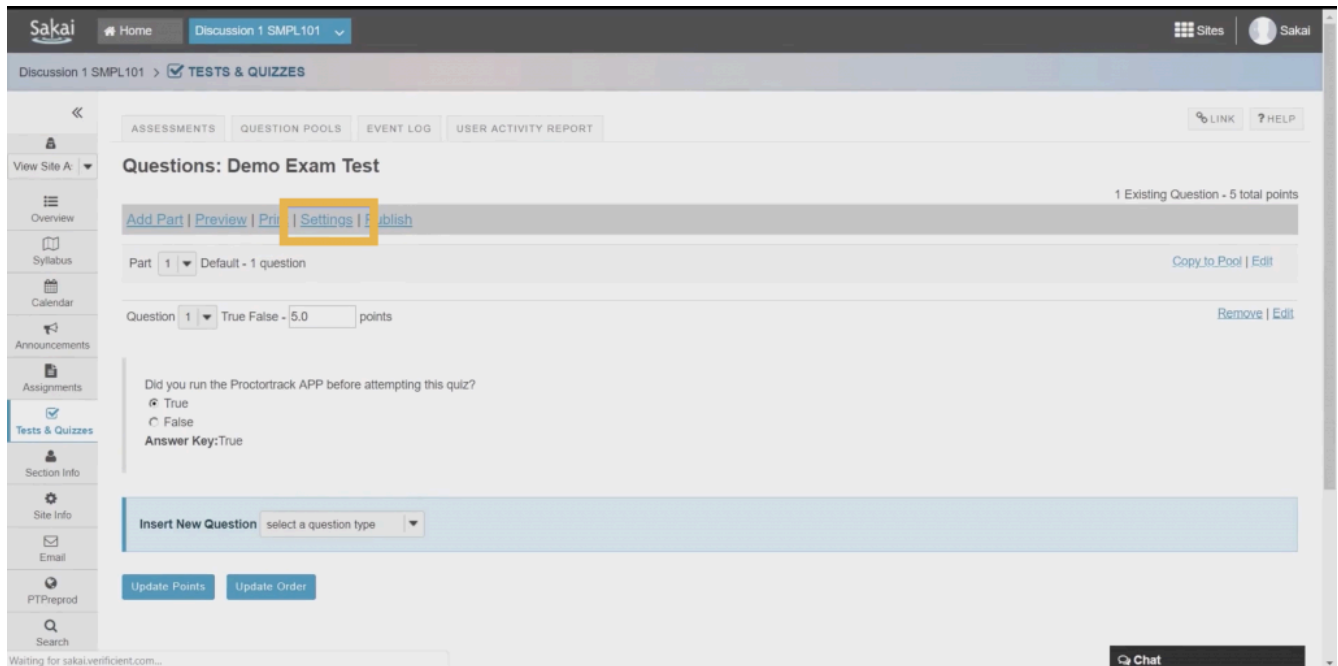 Sakai
Home
Discussion 1 SMPL101
Sites
Sakai
Discussion 1 SMPL101 > TESTS & QUIZZES
ASSESSMENTS
QUESTION POOLS
EVENT LOG
USER ACTIVITY REPORT
LINK
? HELP
View Site A
Overview
Syllabus
Calendar
Announcements
Assignments
Tests & Quizzes
Section Info
Site Info
Email
PTPreprod
Search
Questions: Demo Exam Test
1 Existing Question - 5 total points
Add Part | Preview | Pri | Settings | ublish
Part 1 Default - 1 question
Copy to Pool | Edit
Question 1 True False - 5.0 points
Remove | Edit
Did you run the Proctortrack APP before attempting this quiz?
True
False
Answer Key:True
Insert New Question select a question type
Update Points
Update Order
Waiting for sakai.verificient.com...
Chat